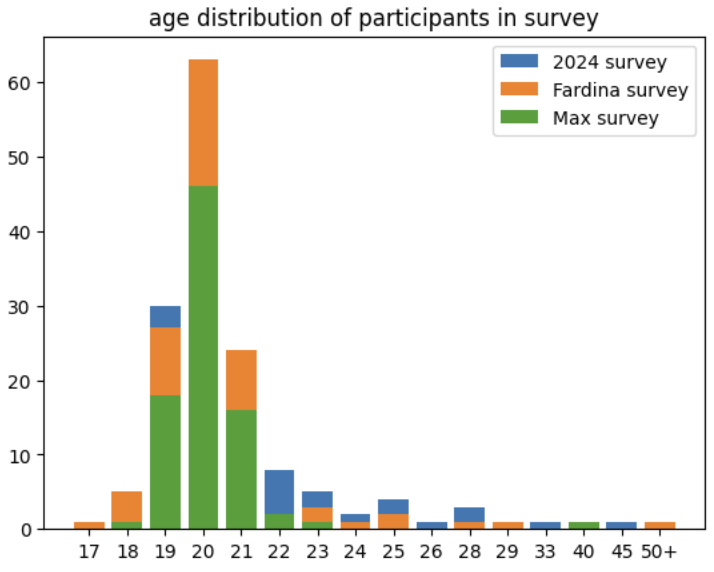 age distribution of participants in survey
2024 survey
Fardina survey
Max survey
60
50
40
30
20
10
0
17 18 19 20 21 22 23 24 25 26 28 29 33 40 45 50+